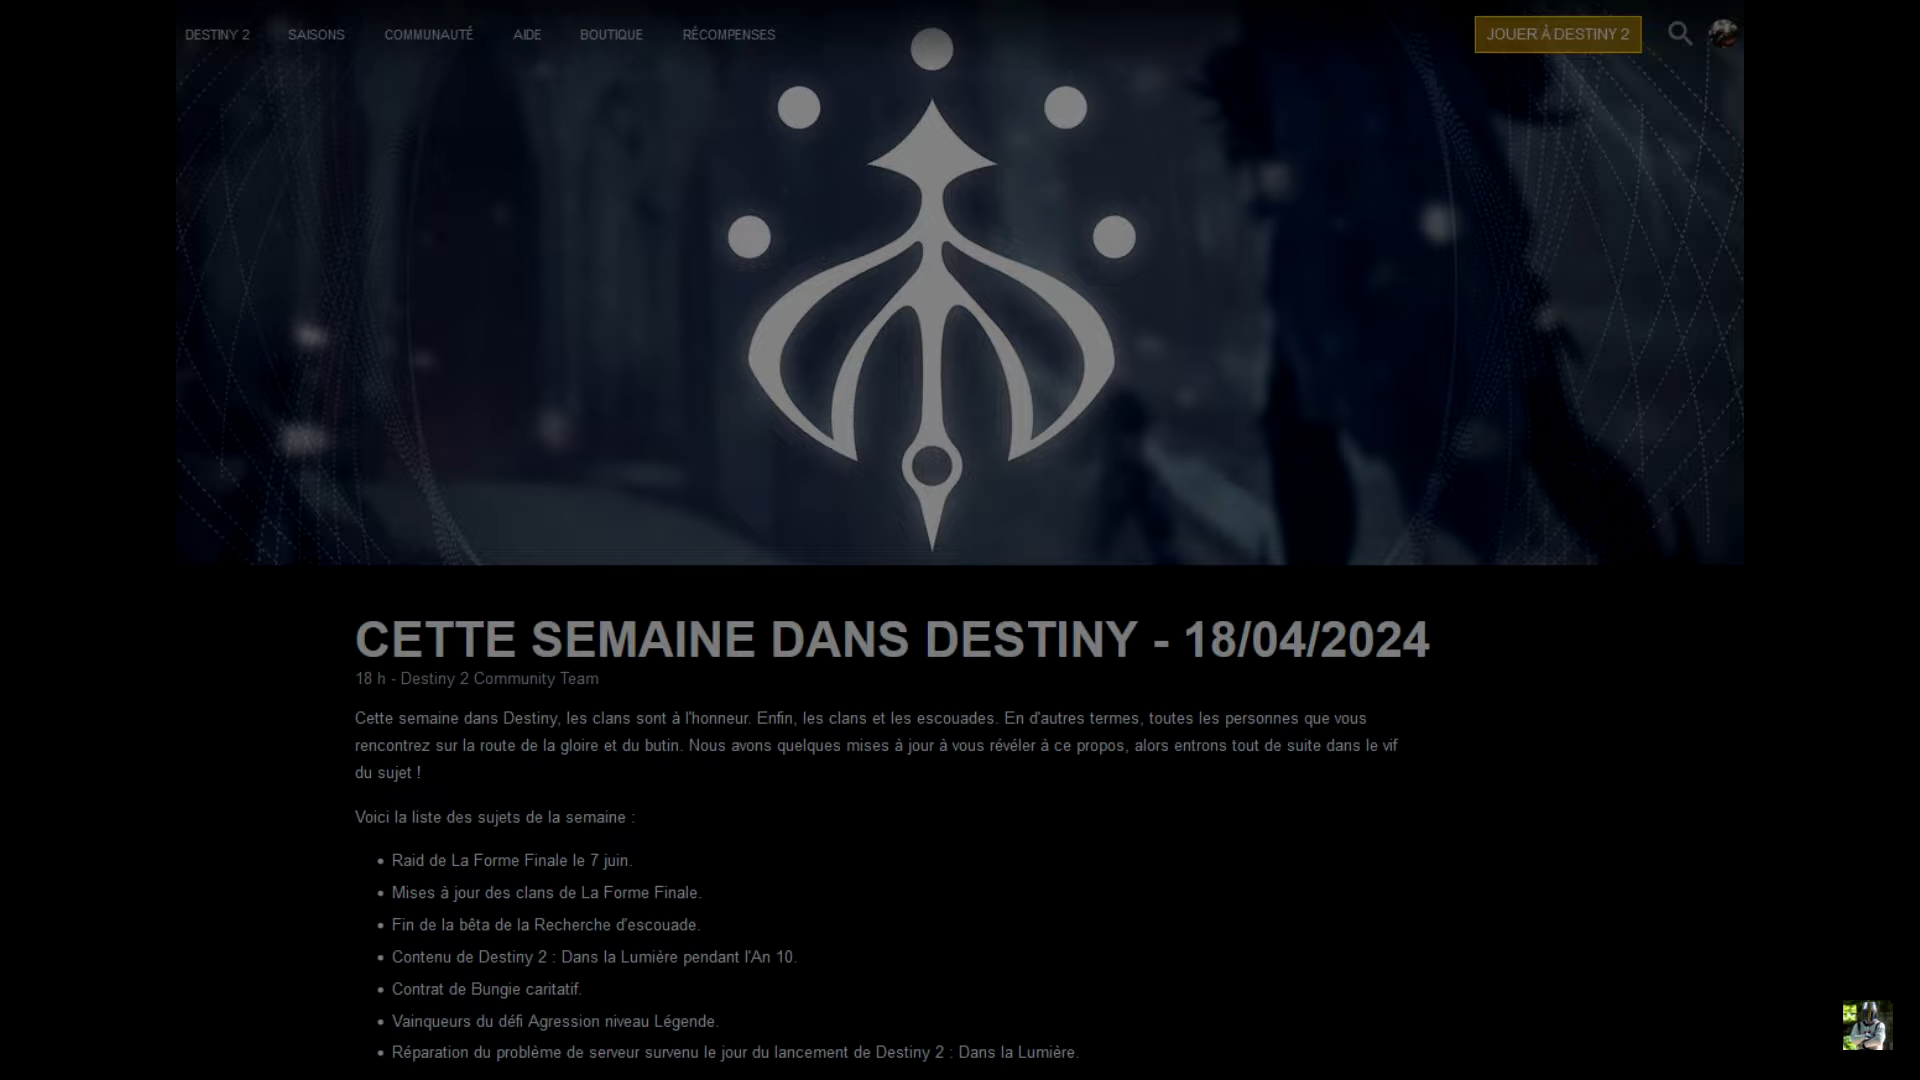 DESTINY 2 SAISONS COMMUNAUTÉ AIDE BOUTIQUE RÉCOMPENSES JOUER À DESTINY 2
CETTE SEMAINE DANS DESTINY - 18/04/2024
18 h - Destiny 2 Community Team
Cette semaine dans Destiny, les clans sont à l'honneur. Enfin, les clans et les escouades. En d'autres termes, toutes les personnes que vous
rencontrez sur la route de la gloire et du butin. Nous avons quelques mises à jour à vous révéler à ce propos, alors entrons tout de suite dans le vif
du sujet !
Voici la liste des sujets de la semaine :
• Raid de La Forme Finale le 7 juin.
• Mises à jour des clans de La Forme Finale.
• Fin de la bêta de la Recherche d'escouade.
• Contenu de Destiny 2 : Dans la Lumière pendant l'An 10.
• Contrat de Bungie caritatif.
• Vainqueurs du défi Agression niveau Légende.
• Réparation du problème de serveur survenu le jour du lancement de Destiny 2 : Dans la Lumière.